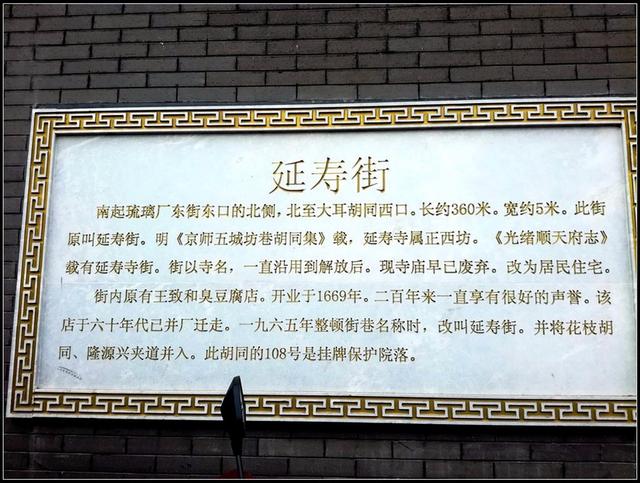 延寿街
南起琉璃厂东街东口的北侧，北至大耳胡同西口。长约360米。宽约5米。此街
原叫延寿街。明《京师五城坊巷胡同集》载，延寿寺属正西坊。《光绪顺天府志》
载有延寿寺街。街以寺名，一直沿用到解放后。现寺庙早已废弃。改为居民住宅。
街内原有王致和臭豆腐店。开业于1669年。二百年来一直享有很好的声誉。该
店于六十年代已并厂迁走。一九六五年整顿街巷名称时，改叫延寿街。并将花枝胡
同、隆源兴夹道并入。此胡同的108号是挂牌保护院落。